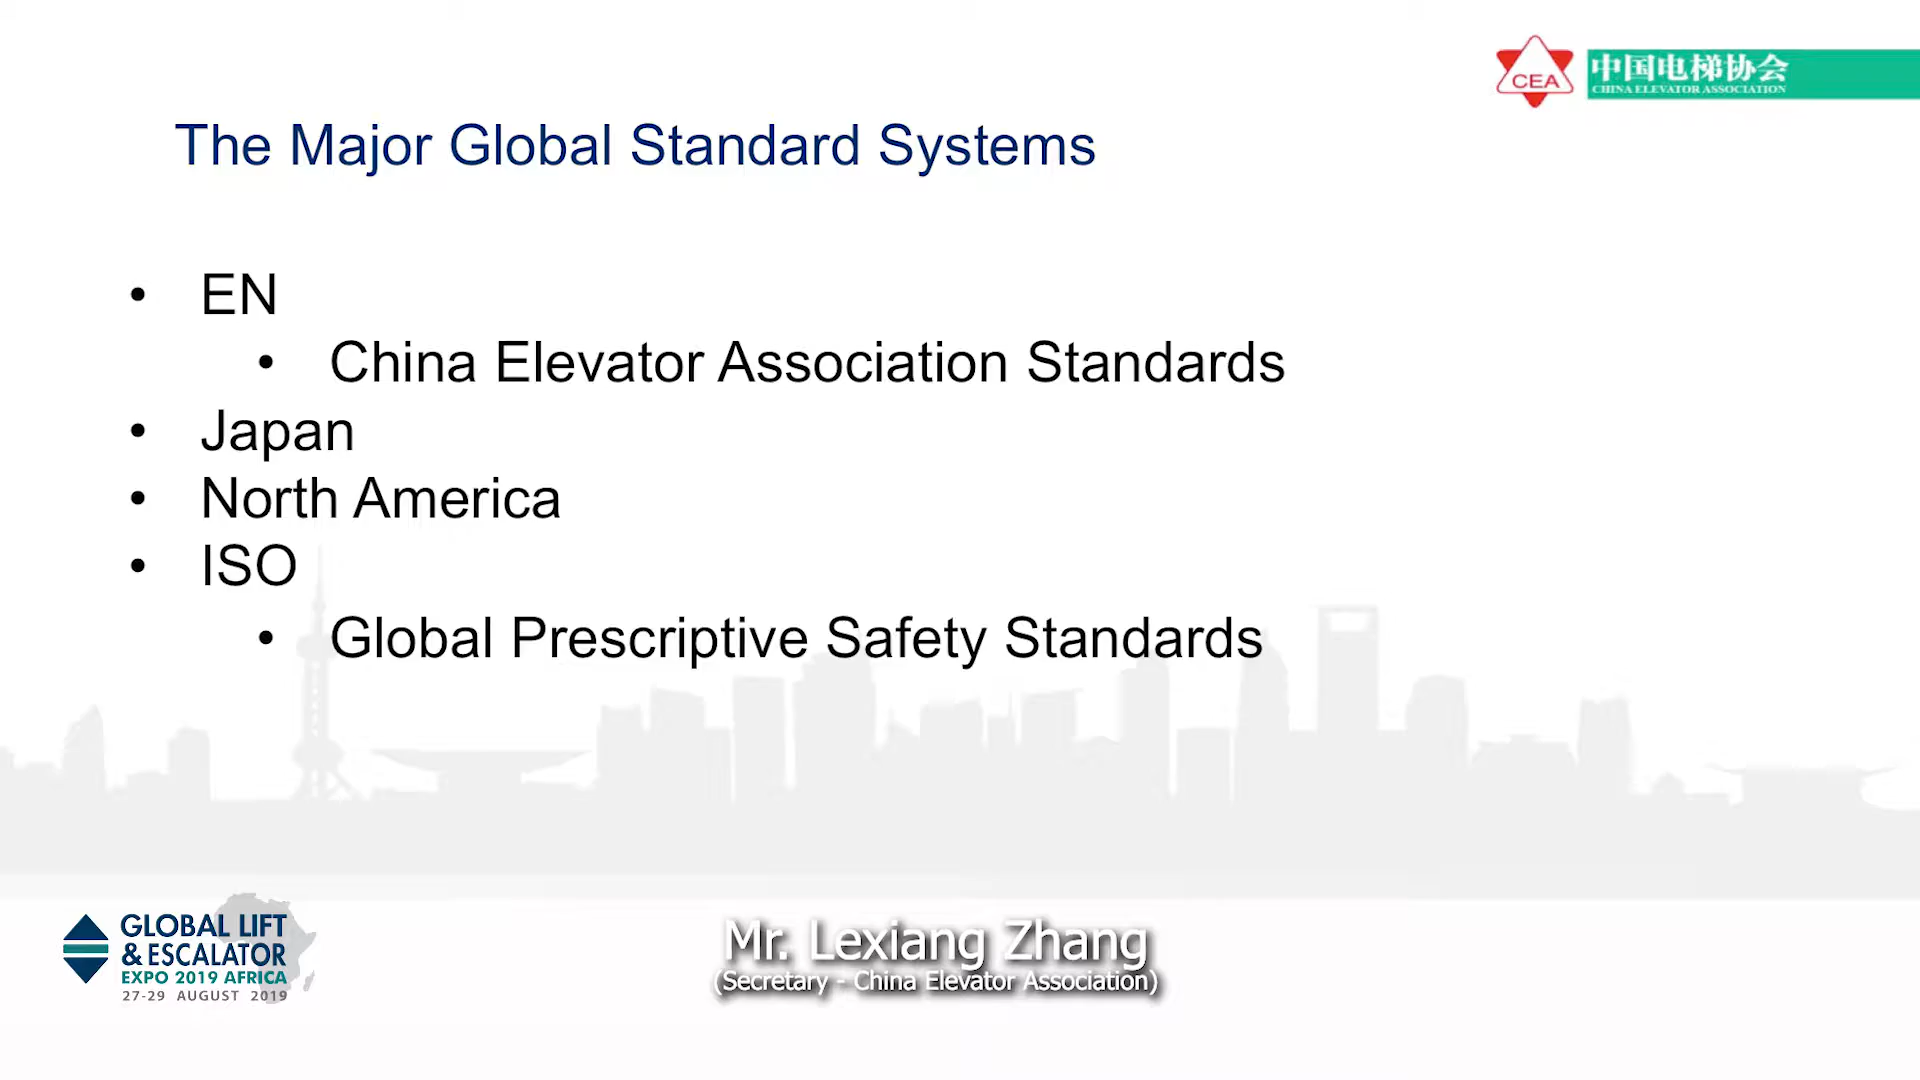 CEA
中国电梯协会
CHINA ELEVATOR ASSOCIATION
The Major Global Standard Systems
• EN
• China Elevator Association Standards
• Japan
• North America
• ISO
• Global Prescriptive Safety Standards
GLOBAL LIFT
& ESCALATOR
EXPO 2019 AFRICA
27-29 AUGUST 2019
Mr. Lexiang Zhang
(Secretary - China Elevator Association)